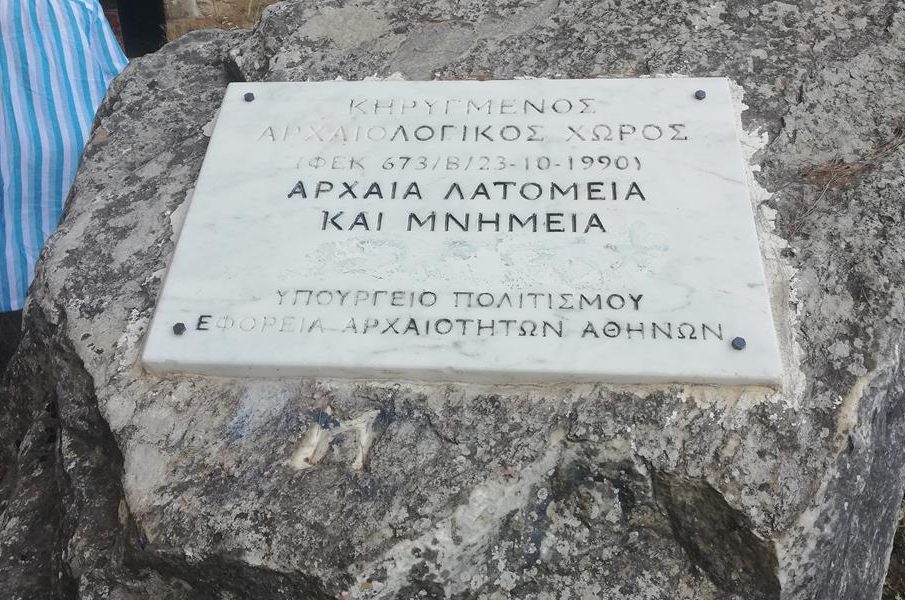 ΚΗΡΥΓΜΕΝΟΣ
ΑΡΧΑΙΟΛΟΓΙΚΟΣ ΧΩΡΟΣ
(ΦΕΚ 673/Β/23-10-1990)
ΑΡΧΑΙΑ ΛΑΤΟΜΕΙΑ
ΚΑΙ ΜΝΗΜΕΙΑ
ΥΠΟΥΡΓΕΙΟ ΠΟΛΙΤΙΣΜΟΥ
ΕΦΟΡΕΙΑ ΑΡΧΑΙΟΤΗΤΩΝ ΑΘΗΝΩΝ